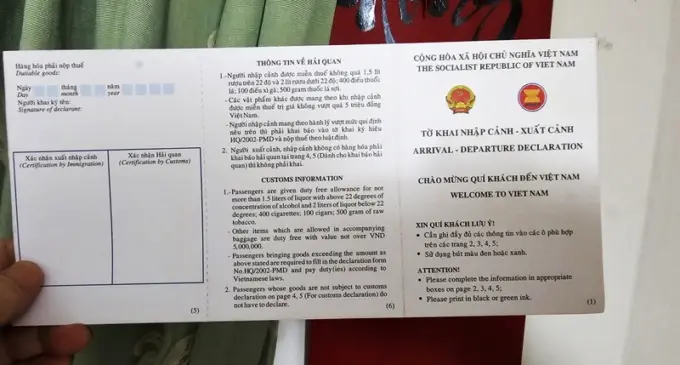 Hàng hóa phải nộp thuế
Dutiable goods:
Ngày tháng năm
Day month year
Người khai ký tên:
Signature of declarant:
Xác nhận xuất nhập cảnh
(Certification by Immigration)
Xác nhận Hải quan
(Certification by Customs)
(5)
THÔNG TIN VỀ HẢI QUAN
1.-Người nhập cảnh được miễn thuế không quá 1,5 lít
rượu trên 22 độ và 2 lít rượu dưới 22 độ; 400 điếu thuốc
lá; 100 điếu xì gà; 500 gram thuốc lá sợi.
- Các vật phẩm khác được mang theo khi nhập cảnh
được miễn thuế trị giá không vượt quá 5 triệu đồng
Việt Nam.
- Người nhập cảnh mang theo hành lý vượt mức qui định
nêu trên thì phải khai báo vào tờ khai ký hiệu
HQ/2002-PMD và nộp thuế theo luật định.
2. Người xuất cảnh, nhập cảnh không có hàng hóa phải
khai báo hải quan tại trang 4, 5 (Dành cho khai báo hải
quan) thì không phải khai.
CUSTOMS INFORMATION
1.-Passengers are given duty free allowance for not
more than 1.5 liters of liquor with above 22 degrees of
concentration of alcohol and 2 liters of liquor below 22
degrees; 400 cigarettes; 100 cigars; 500 gram of raw
tobacco.
- Other items which are allowed in accompanying
baggage are duty free with value not over VND
5,000,000.
- Passengers bringing goods exceeding the amount as
above stated are required to fill in the declaration form
No.HQ/2002-PMD and pay duty(ies) according to
Vietnamese laws.
2. Passengers whose goods are not subject to customs
declaration on page 4, 5 (For customs declaration) do
not have to declare.
(6)
CỘNG HÒA XÃ HỘI CHỦ NGHĨA VIỆT NAM
THE SOCIALIST REPUBLIC OF VIET NAM
TỜ KHAI NHẬP CẢNH - XUẤT CẢNH
ARRIVAL - DEPARTURE DECLARATION
CHÀO MỪNG QUÍ KHÁCH ĐẾN VIỆT NAM
WELCOME TO VIET NAM
XIN QUÍ KHÁCH LƯU Ý!
• Cần ghi đầy đủ các thông tin vào các ô phù hợp
trên các trang 2, 3, 4, 5;
• Sử dụng bút màu đen hoặc xanh.
ATTENTION!
• Please complete the information in appropriate
boxes on page 2, 3, 4, 5;
• Please print in black or green ink.
(1)